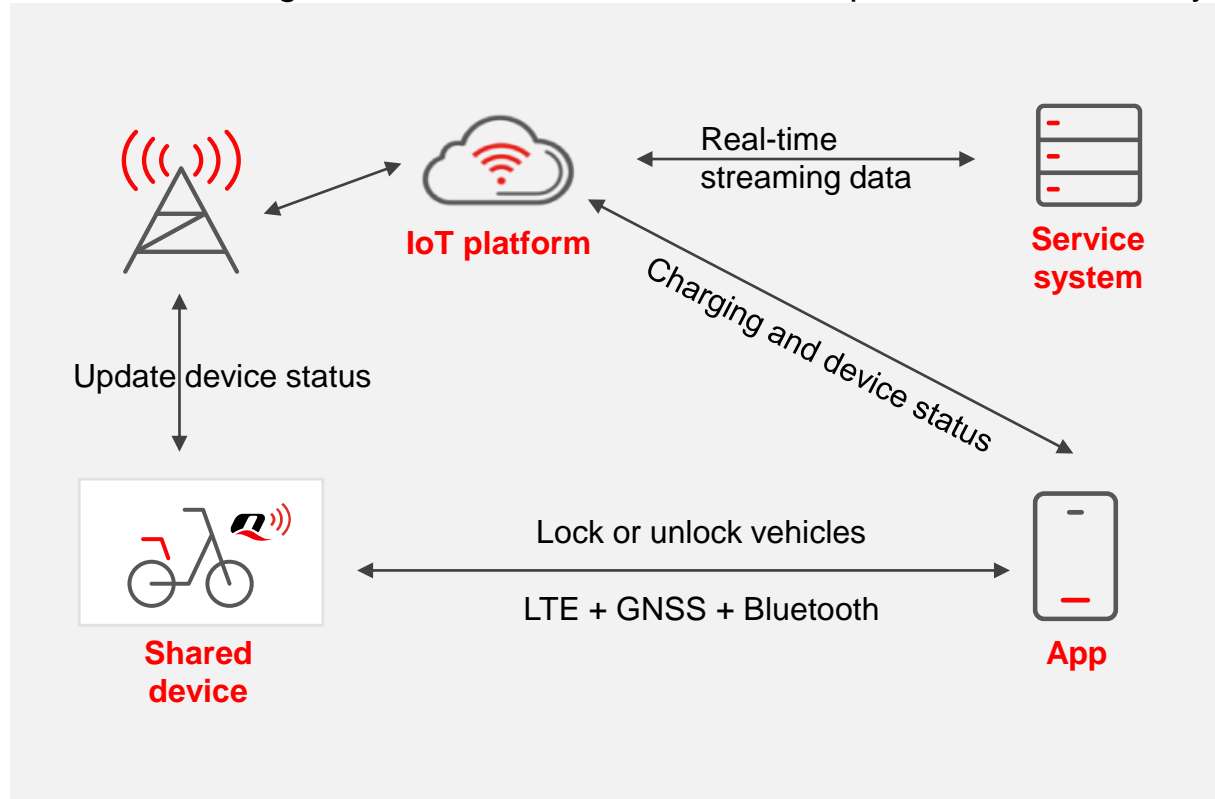 Real-time
streaming data
IoT platform
Service
system
Charging and device status
Update device status
Lock or unlock vehicles
LTE + GNSS + Bluetooth
Shared
device
App